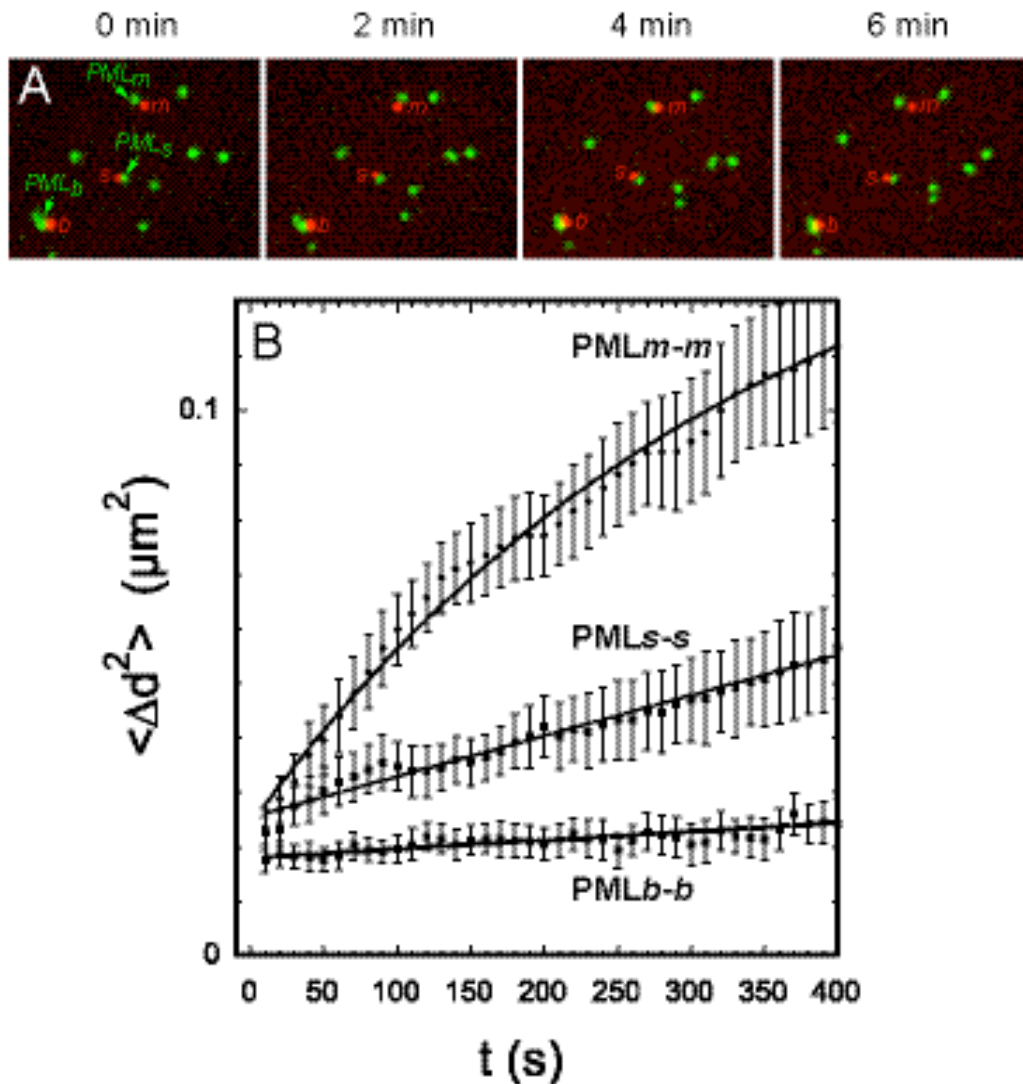 0 min 2 min 4 min 6 min
A
PMLm
m m m m
PMLs
s s s s
PMLb
b b b b
B
PMLm-m
0.1
PMLs-s
PMLb-b
0
<Δd²> (μm²)
0 50 100 150 200 250 300 350 400
t (s)